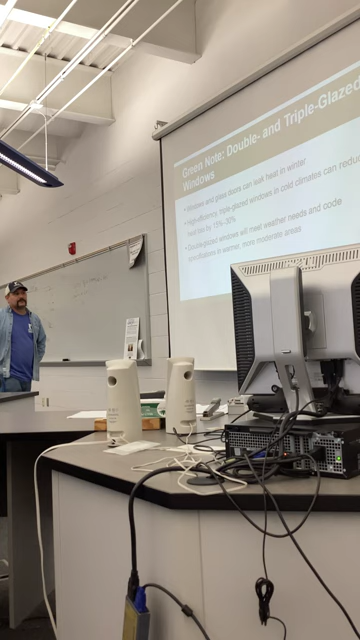 Green Note: Double- and Triple-Glazed
Windows
• Windows and glass doors can leak heat in winter
• High-efficiency, triple-glazed windows in cold climates can reduce
heat loss by 15%–30%
• Double-glazed windows will meet weather needs and code
considerations in warmer, more moderate areas